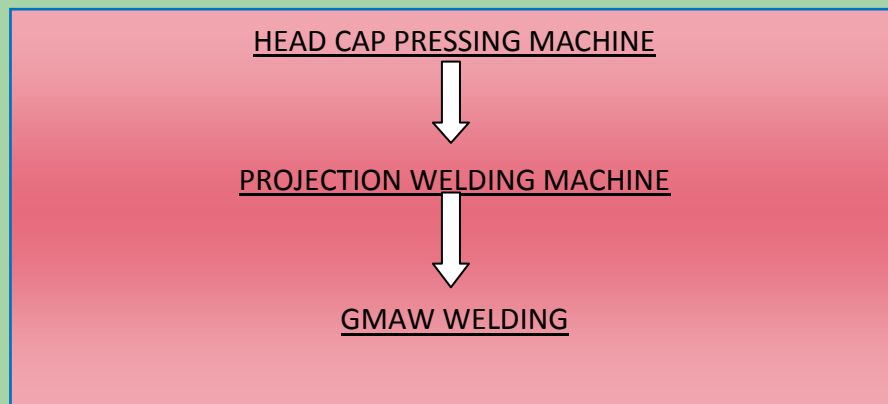 HEAD CAP PRESSING MACHINE
PROJECTION WELDING MACHINE
GMAW WELDING